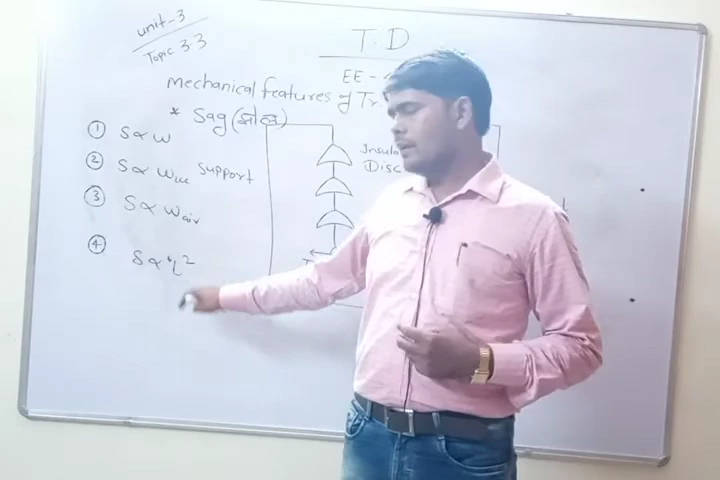 unit-3
Topic 3.3
T.D
EE -
Mechanical features of Tr.
* Sag (झोल)
① S ∝ W
② S ∝ Wice support
③ S ∝ Wair
④ S ∝ L²
Insula
Disc